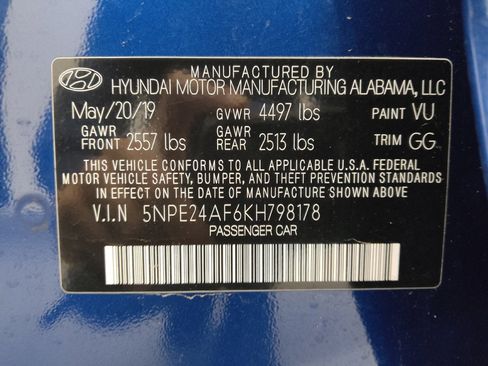 MANUFACTURED BY
HYUNDAI MOTOR MANUFACTURING ALABAMA, LLC
May/20/19 GVWR 4497 lbs PAINT VU
GAWR FRONT 2557 lbs GAWR REAR 2513 lbs TRIM GG
THIS VEHICLE CONFORMS TO ALL APPLICABLE U.S.A. FEDERAL
MOTOR VEHICLE SAFETY, BUMPER, AND THEFT PREVENTION
STANDARDS IN EFFECT ON THE DATE OF MANUFACTURE SHOWN ABOVE.
V.I.N 5NPE24AF6KH798178
PASSENGER CAR